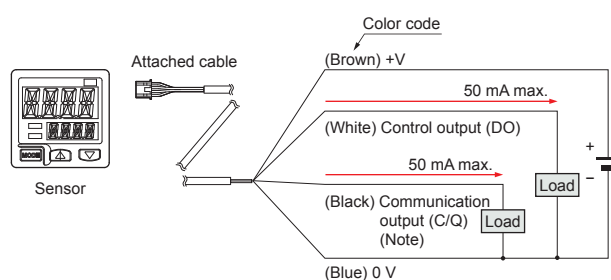 Color code
Attached cable
(Brown) +V
50 mA max.
(White) Control output (DO)
50 mA max.
+
−
Load
(Black) Communication
output (C/Q)
(Note)
Load
MODE
Sensor
(Blue) 0 V